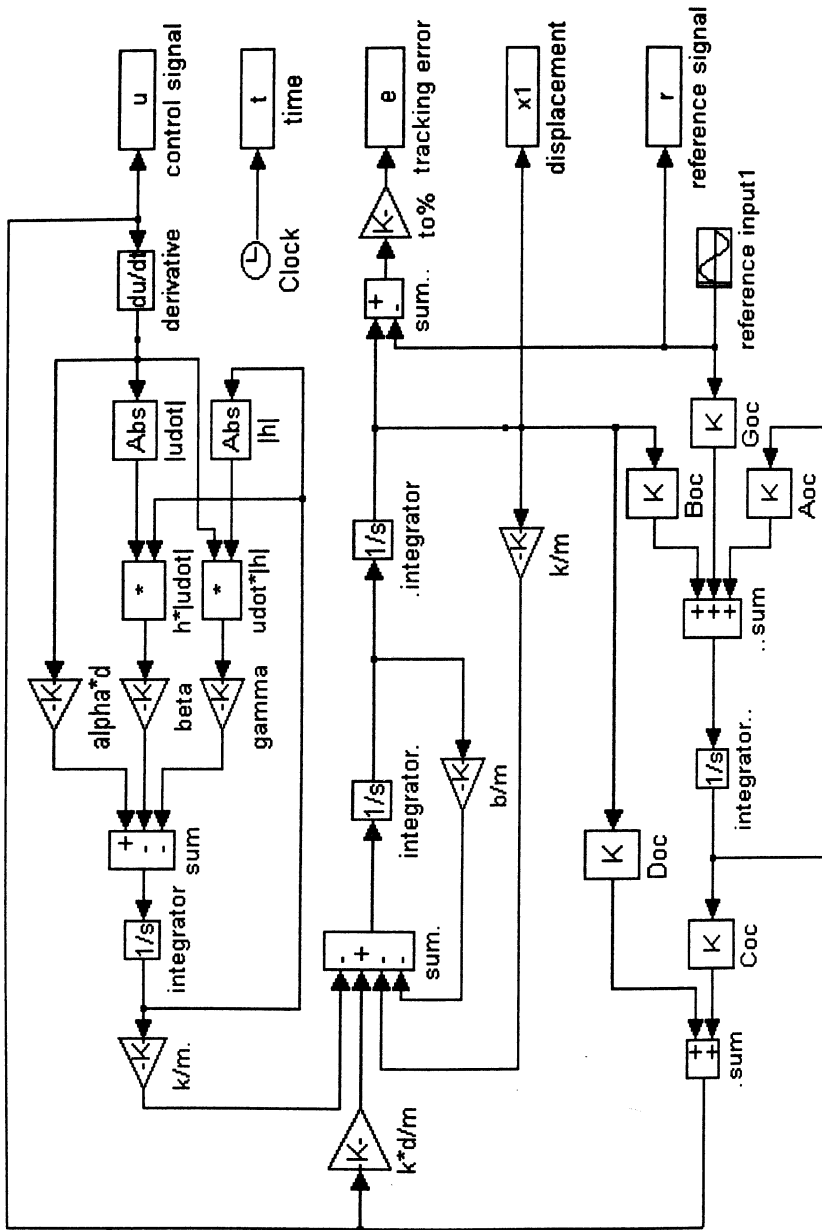 u
control signal
du/dt
derivative
t
time
Clock
Abs
|udot|
Abs
|h|
*
h*|udot|
*
udot*|h|
-K-
alpha*d
-K-
beta
-K-
gamma
+
-
-
sum
1/s
integrator
-K-
k/m.
-K-
k*d/m
-
+
-
-
sum.
1/s
integrator.
-K-
b/m
1/s
.integrator
-K-
k/m
+
-
sum..
K-
to%
e
tracking error
x1
displacement
r
reference signal
reference input1
K
Goc
K
Boc
K
Aoc
+
+
+
..sum
1/s
integrator..
K
Doc
K
Coc
+
+
.sum